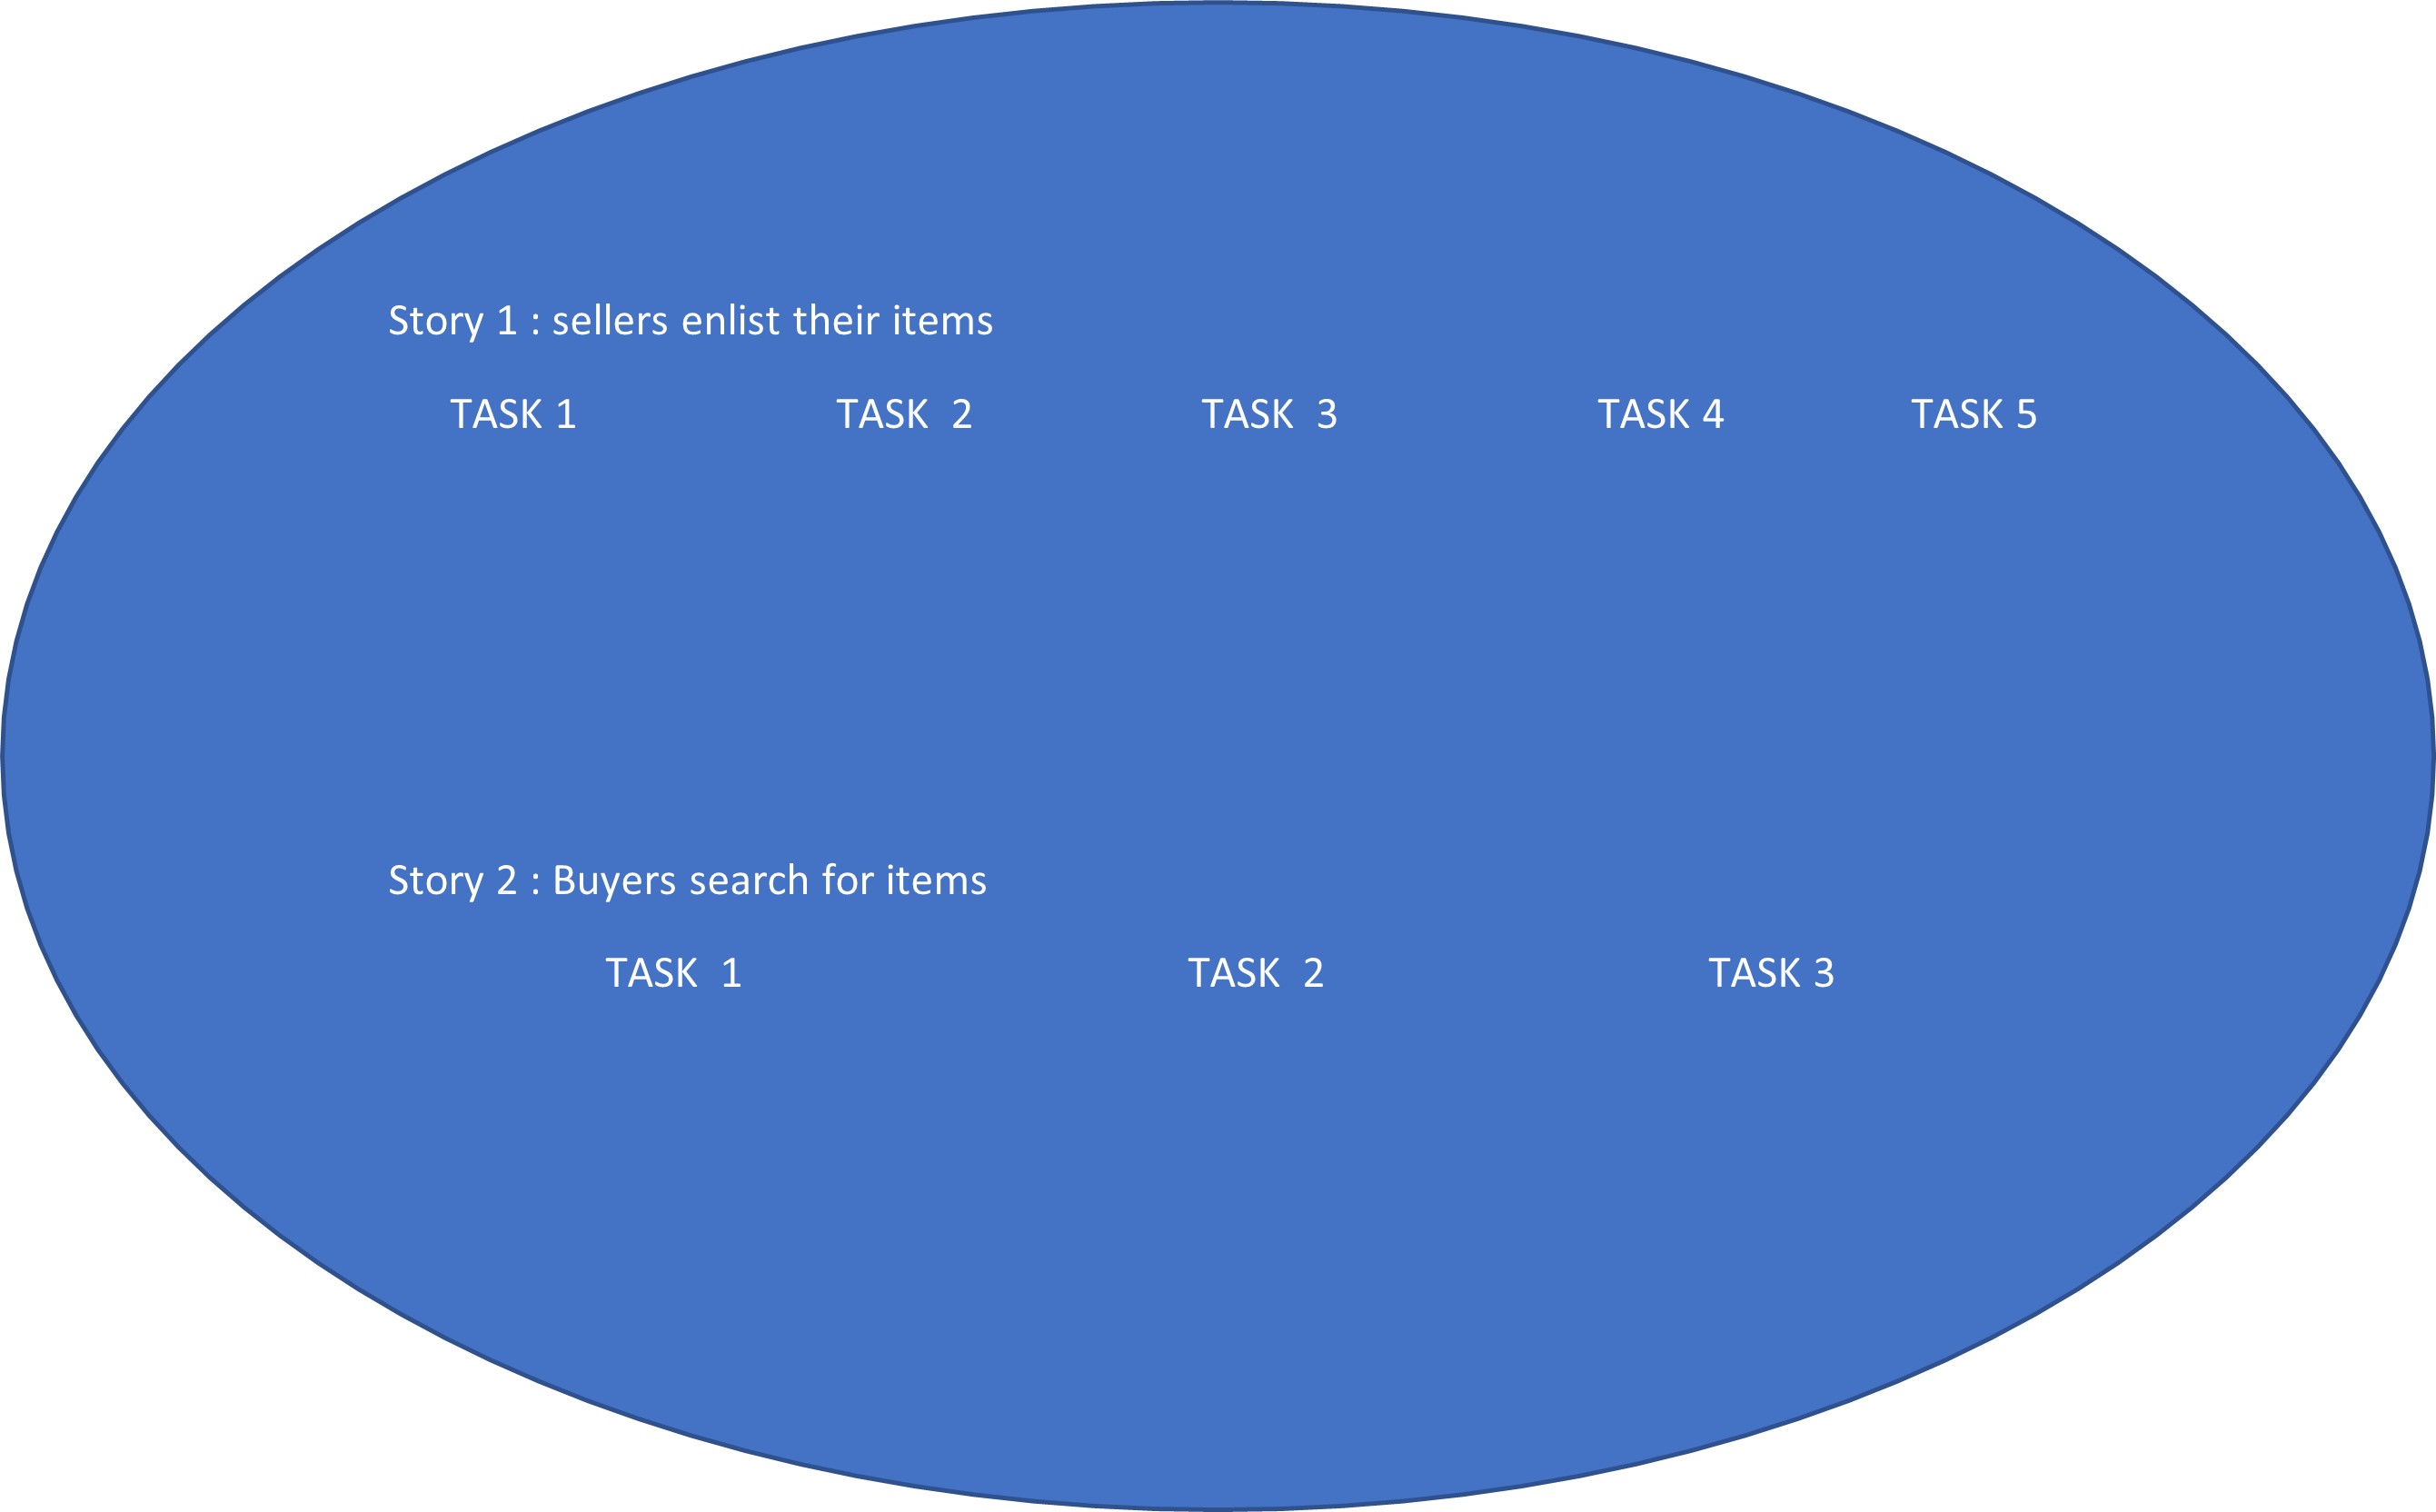 Story 1 : sellers enlist their items
TASK 1 TASK 2 TASK 3 TASK 4 TASK 5
Story 2 : Buyers search for items
TASK 1 TASK 2 TASK 3